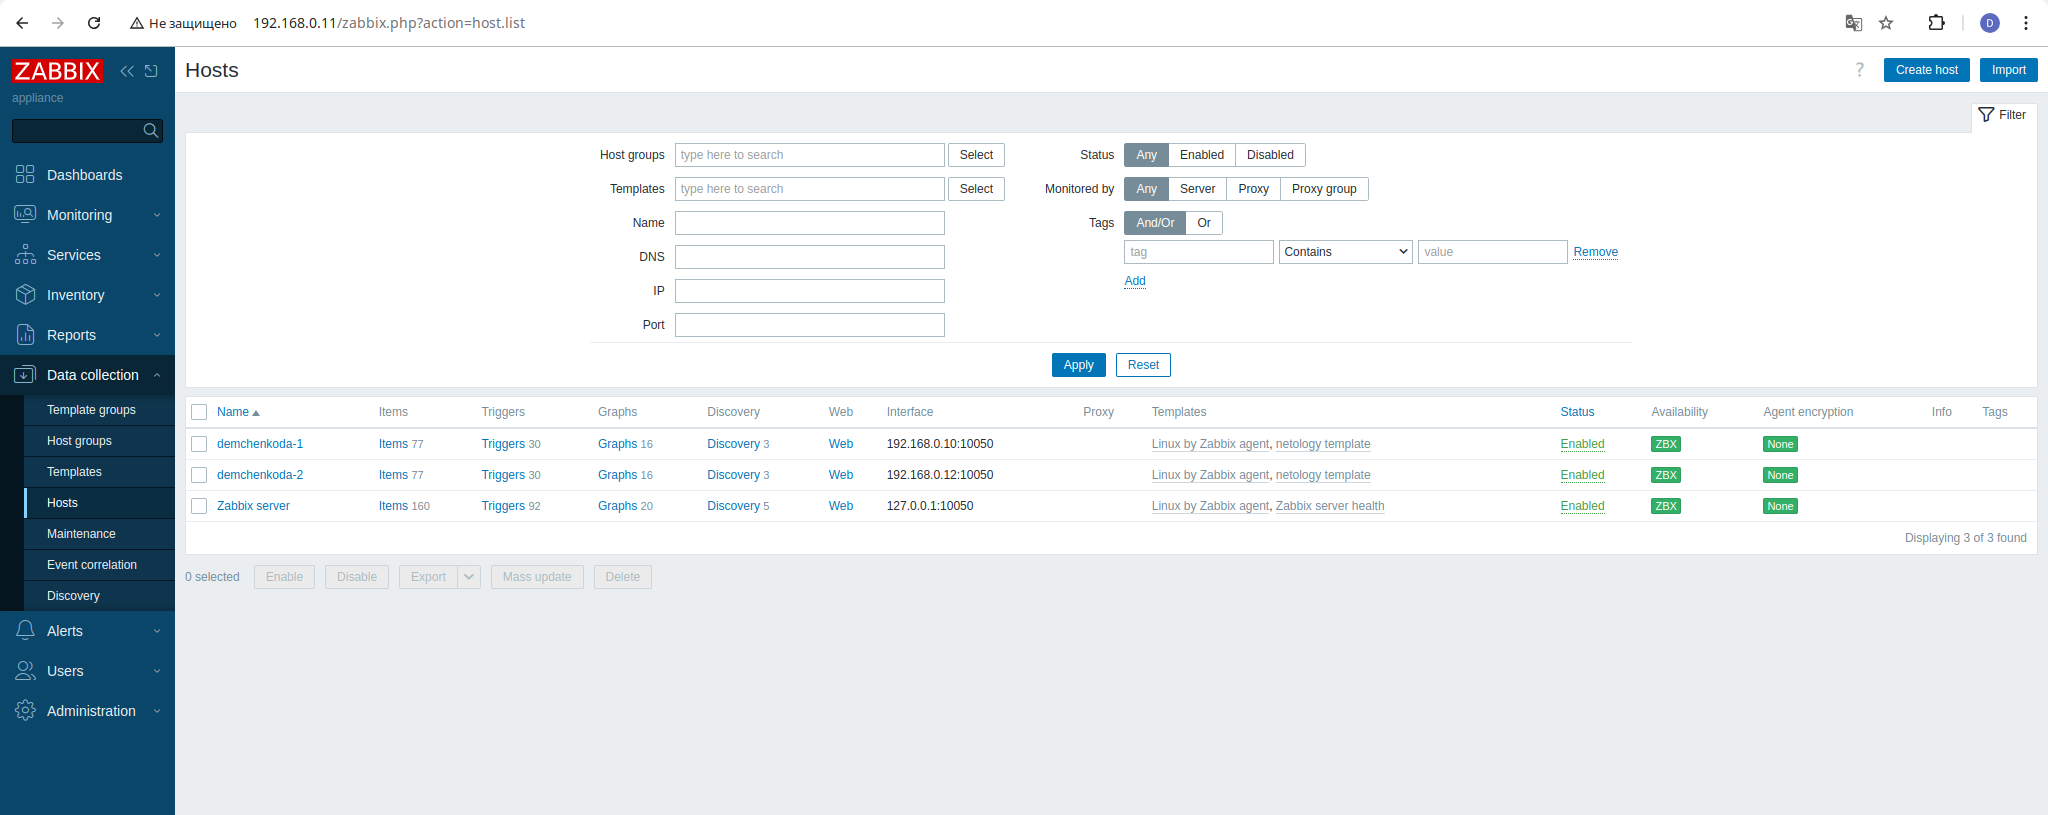 Не защищено 192.168.0.11/zabbix.php?action=host.list D
ZABBIX
appliance
Dashboards
Monitoring
Services
Inventory
Reports
Data collection
Template groups
Host groups
Templates
Hosts
Maintenance
Event correlation
Discovery
Alerts
Users
Administration
Hosts ? Create host Import
Filter
Host groups type here to search Select Status Any Enabled Disabled
Templates type here to search Select Monitored by Any Server Proxy Proxy group
Name Tags And/Or Or
tag Contains value Remove
DNS
Add
IP
Port
Apply Reset
Name Items Triggers Graphs Discovery Web Interface Proxy Templates Status Availability Agent encryption Info Tags
demchenkoda-1 Items 77 Triggers 30 Graphs 16 Discovery 3 Web 192.168.0.10:10050 Linux by Zabbix agent, netology template Enabled ZBX None
demchenkoda-2 Items 77 Triggers 30 Graphs 16 Discovery 3 Web 192.168.0.12:10050 Linux by Zabbix agent, netology template Enabled ZBX None
Zabbix server Items 160 Triggers 92 Graphs 20 Discovery 5 Web 127.0.0.1:10050 Linux by Zabbix agent, Zabbix server health Enabled ZBX None
Displaying 3 of 3 found
0 selected Enable Disable Export Mass update Delete